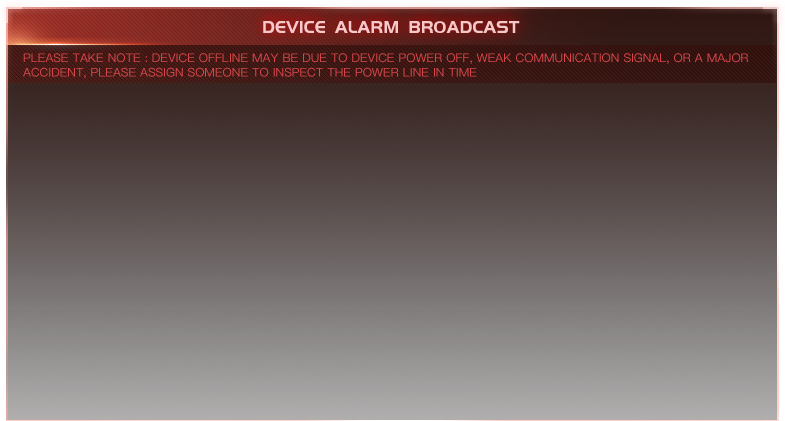 DEVICE ALARM BROADCAST
PLEASE TAKE NOTE : DEVICE OFFLINE MAY BE DUE TO DEVICE POWER OFF, WEAK COMMUNICATION SIGNAL, OR A MAJOR
ACCIDENT, PLEASE ASSIGN SOMEONE TO INSPECT THE POWER LINE IN TIME